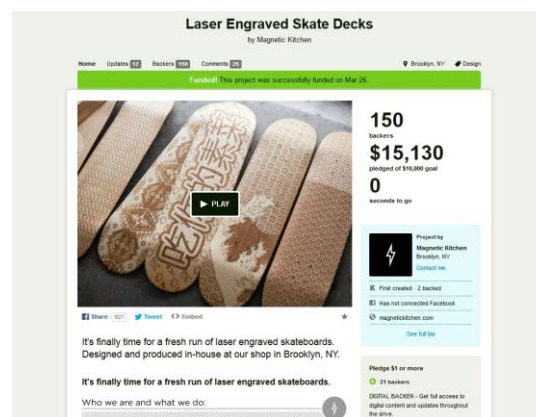 Laser Engraved Skate Decks
by Magnetic Kitchen
Home Updates 12 Backers 150 Comments 25
Brooklyn, NY Design
Funded! This project was successfully funded on Mar 26.
PLAY
150
backers
$15,130
pledged of $10,000 goal
0
seconds to go
Project by
Magnetic Kitchen
Brooklyn, NY
Contact me
First created · 2 backed
Has not connected Facebook
magnetickitchen.com
See full bio
Share 627 Tweet Embed
It's finally time for a fresh run of laser engraved skateboards.
Designed and produced in-house at our shop in Brooklyn, NY.
It's finally time for a fresh run of laser engraved skateboards.
Who we are and what we do:
Pledge $1 or more
21 backers
DIGITAL BACKER - Get full access to
digital content and updates throughout
the drive.